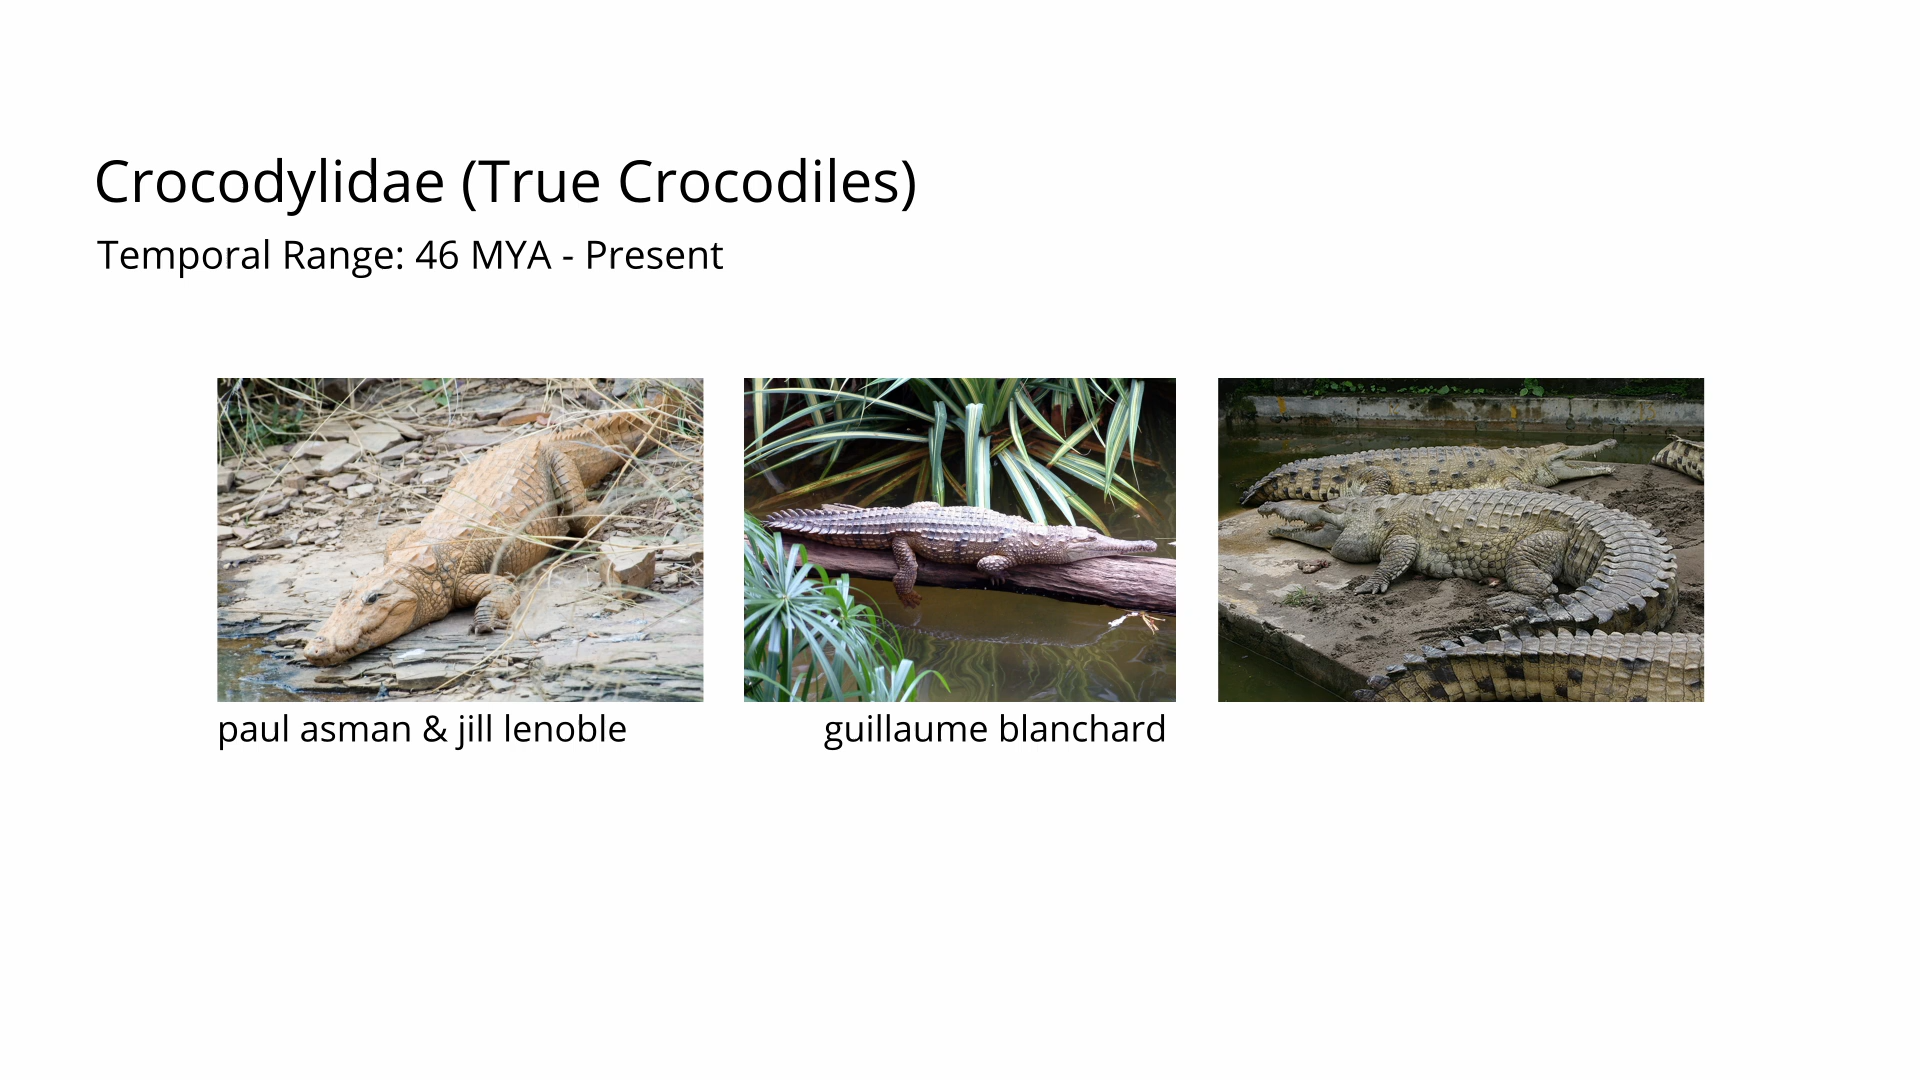 Crocodylidae (True Crocodiles)
Temporal Range: 46 MYA - Present
paul asman & jill lenoble
guillaume blanchard